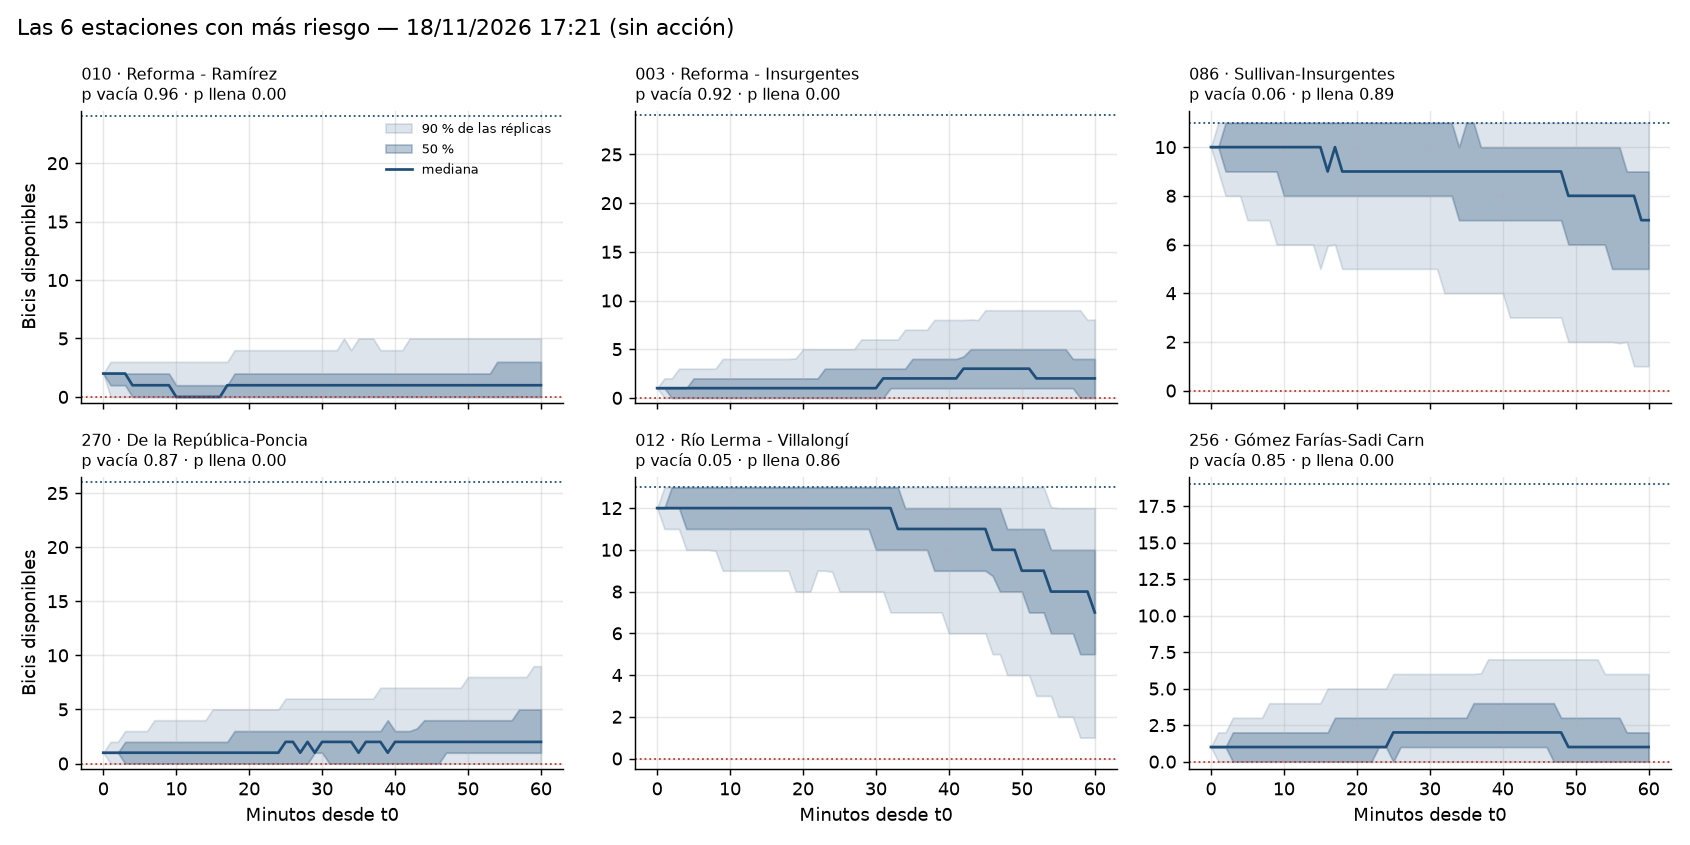 Las 6 estaciones con más riesgo — 18/11/2026 17:21 (sin acción)
010 · Reforma - Ramírez
p vacía 0.96 · p llena 0.00
90 % de las réplicas
50 %
mediana
Bicis disponibles
20
15
10
5
0
003 · Reforma - Insurgentes
p vacía 0.92 · p llena 0.00
25
20
15
10
5
0
086 · Sullivan-Insurgentes
p vacía 0.06 · p llena 0.89
10
8
6
4
2
0
270 · De la República-Poncia
p vacía 0.87 · p llena 0.00
Bicis disponibles
25
20
15
10
5
0
0 10 20 30 40 50 60
Minutos desde t0
012 · Río Lerma - Villalongí
p vacía 0.05 · p llena 0.86
12
10
8
6
4
2
0
0 10 20 30 40 50 60
Minutos desde t0
256 · Gómez Farías-Sadi Carn
p vacía 0.85 · p llena 0.00
17.5
15.0
12.5
10.0
7.5
5.0
2.5
0.0
0 10 20 30 40 50 60
Minutos desde t0